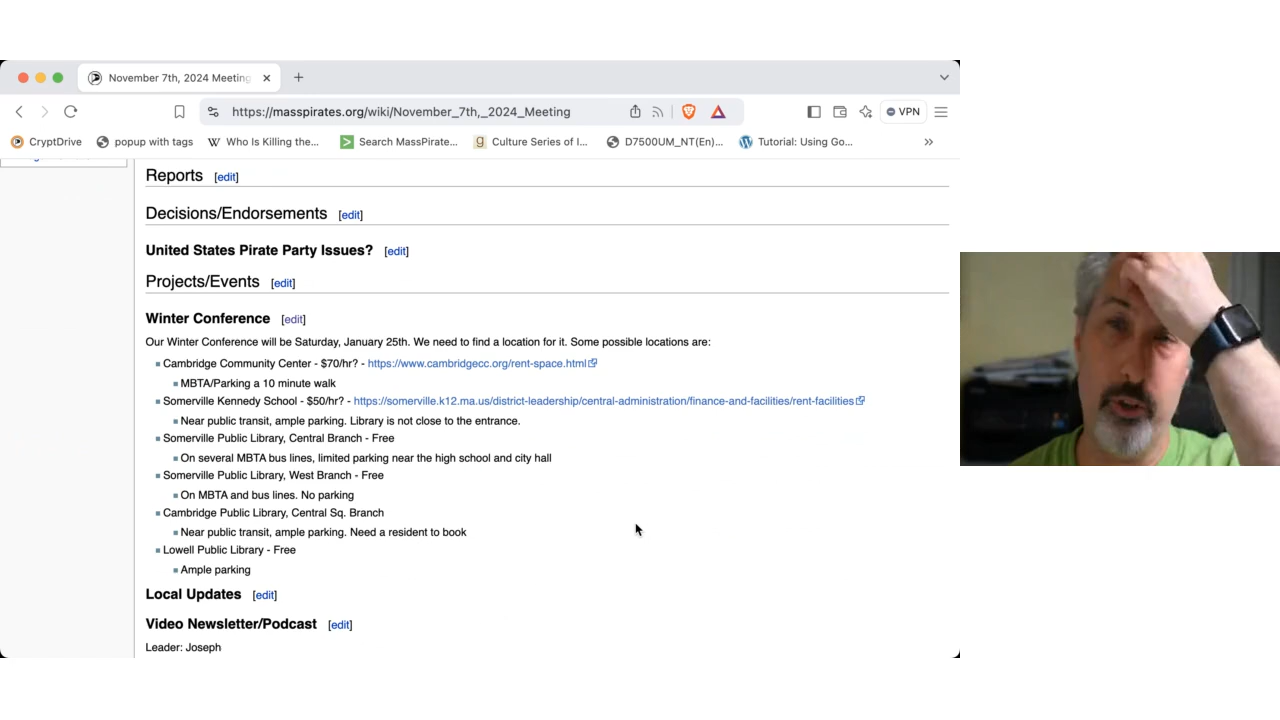 November 7th, 2024 Meeting
https://masspirates.org/wiki/November_7th,_2024_Meeting
VPN
CryptDrive
popup with tags
Who Is Killing the...
Search MassPirate...
Culture Series of I...
D7500UM_NT(En)...
Tutorial: Using Go...
Reports [edit]
Decisions/Endorsements [edit]
United States Pirate Party Issues? [edit]
Projects/Events [edit]
Winter Conference [edit]
Our Winter Conference will be Saturday, January 25th. We need to find a location for it. Some possible locations are:
Cambridge Community Center - $70/hr? - https://www.cambridgecc.org/rent-space.html
MBTA/Parking a 10 minute walk
Somerville Kennedy School - $50/hr? - https://somerville.k12.ma.us/district-leadership/central-administration/finance-and-facilities/rent-facilities
Near public transit, ample parking. Library is not close to the entrance.
Somerville Public Library, Central Branch - Free
On several MBTA bus lines, limited parking near the high school and city hall
Somerville Public Library, West Branch - Free
On MBTA and bus lines. No parking
Cambridge Public Library, Central Sq. Branch
Near public transit, ample parking. Need a resident to book
Lowell Public Library - Free
Ample parking
Local Updates [edit]
Video Newsletter/Podcast [edit]
Leader: Joseph